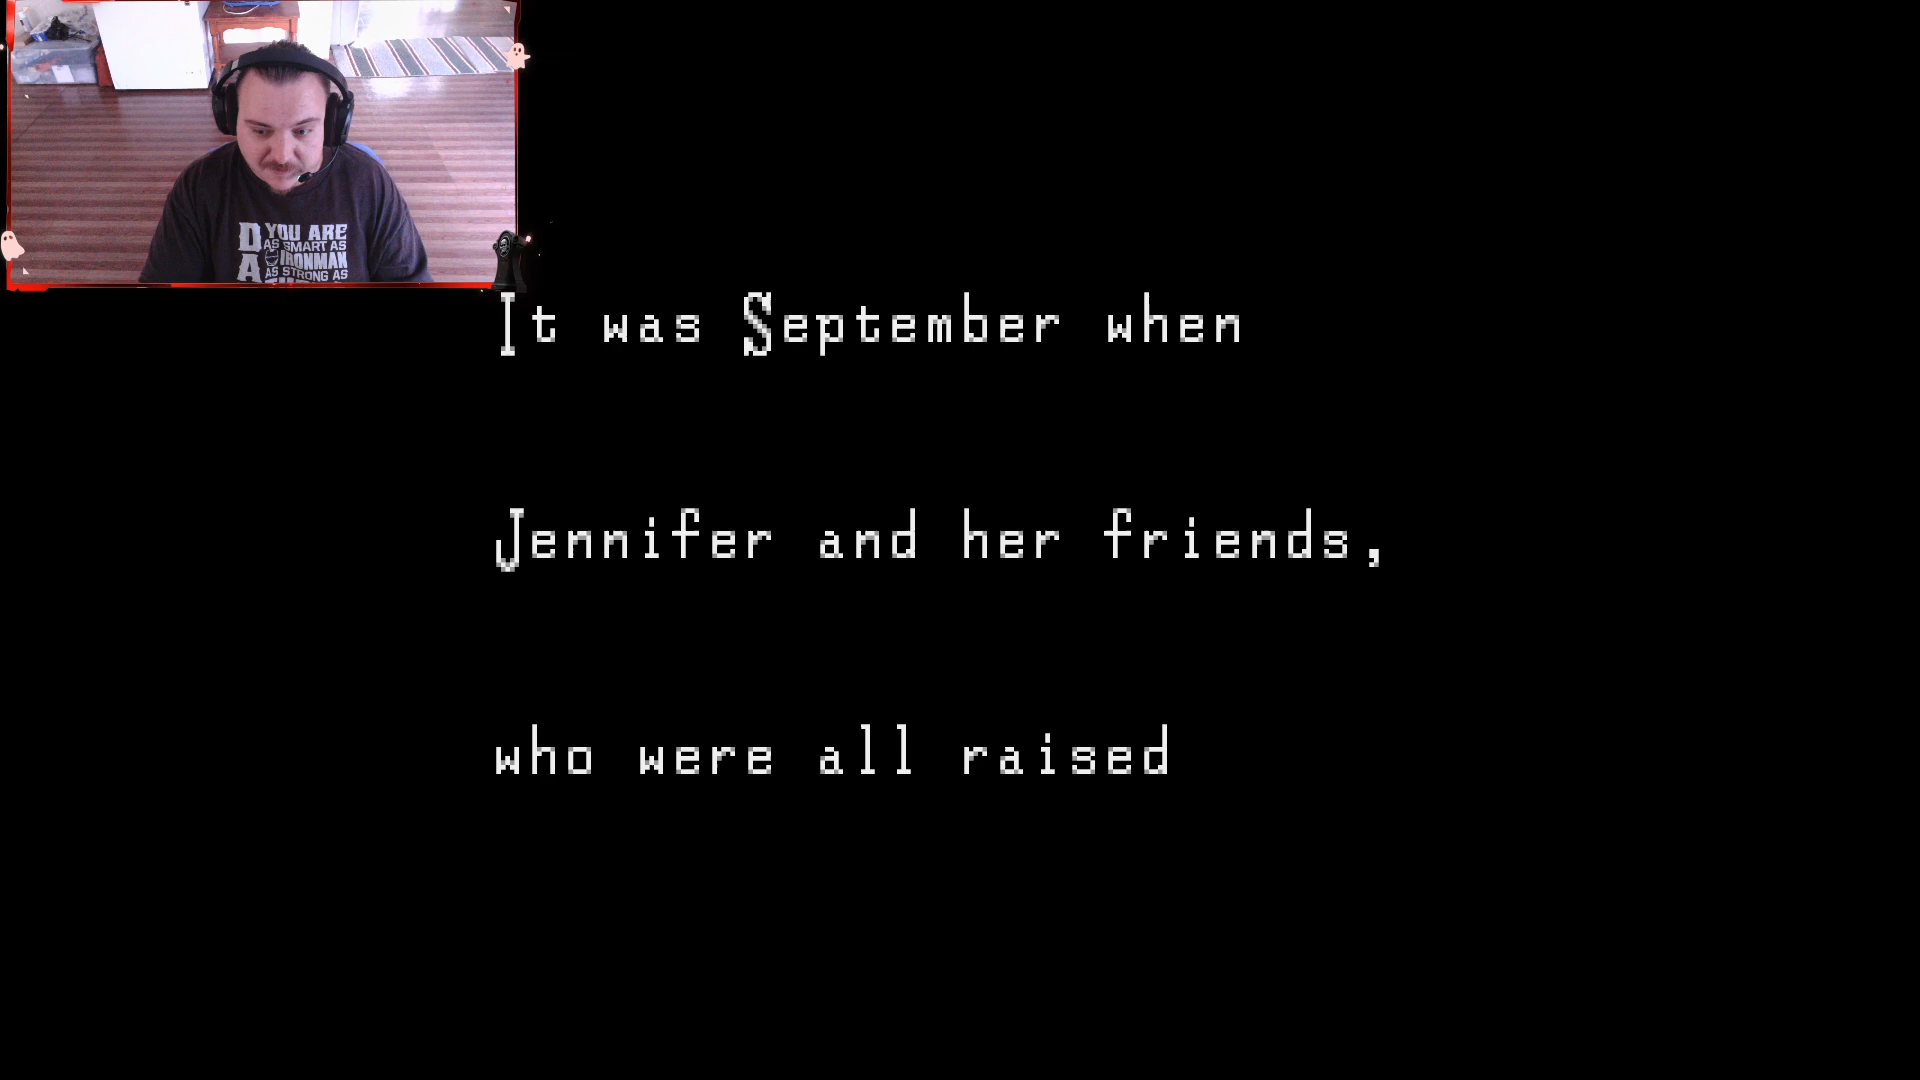 DA
YOU ARE
AS SMART AS
IRONMAN
AS STRONG AS
It was September when
Jennifer and her friends,
who were all raised